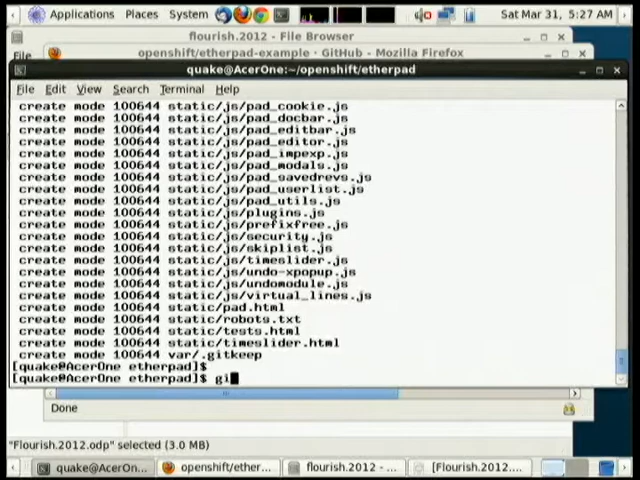 Applications Places System Sat Mar 31, 5:27 AM
flourish.2012 - File Browser
File
openshift/etherpad-example · GitHub - Mozilla Firefox
quake@AcerOne:~/openshift/etherpad
File Edit View Search Terminal Help
create mode 100644 static/js/pad_cookie.js
create mode 100644 static/js/pad_docbar.js
create mode 100644 static/js/pad_editbar.js
create mode 100644 static/js/pad_editor.js
create mode 100644 static/js/pad_impexp.js
create mode 100644 static/js/pad_modals.js
create mode 100644 static/js/pad_savedrevs.js
create mode 100644 static/js/pad_userlist.js
create mode 100644 static/js/pad_utils.js
create mode 100644 static/js/plugins.js
create mode 100644 static/js/prefixfree.js
create mode 100644 static/js/security.js
create mode 100644 static/js/skiplist.js
create mode 100644 static/js/timeslider.js
create mode 100644 static/js/undo-xpopup.js
create mode 100644 static/js/undomodule.js
create mode 100644 static/js/virtual_lines.js
create mode 100644 static/pad.html
create mode 100644 static/robots.txt
create mode 100644 static/tests.html
create mode 100644 static/timeslider.html
create mode 100644 var/.gitkeep
[quake@AcerOne etherpad]$
[quake@AcerOne etherpad]$ gi
Done
"Flourish.2012.odp" selected (3.0 MB)
quake@AcerOn... openshift/ether... flourish.2012 - ... [Flourish.2012....